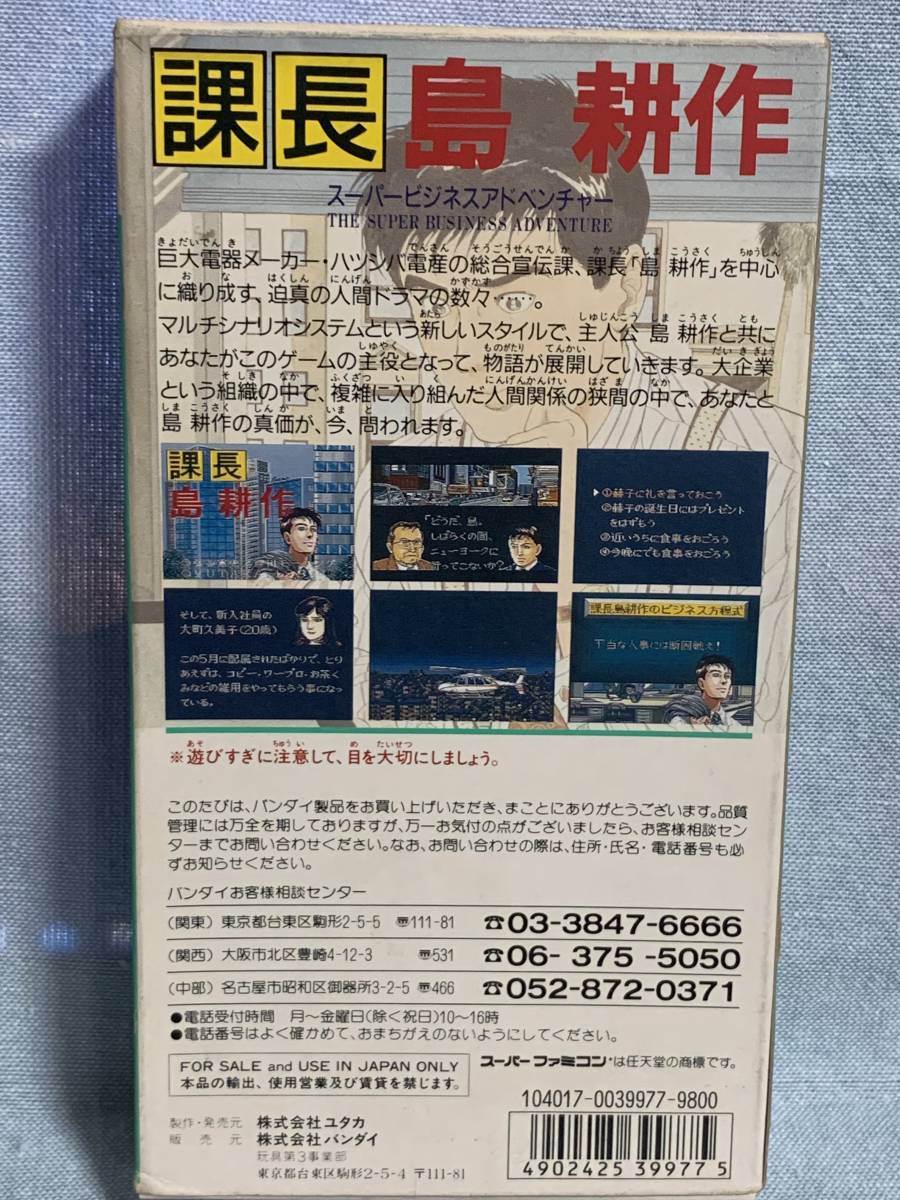 課長 島 耕作
スーパービジネスアドベンチャー
THE SUPER BUSINESS ADVENTURE
巨大電器メーカー・ハツシバ電産の総合宣伝課、課長「島 耕作」を中心
に織り成す、迫真の人間ドラマの数々……。
マルチシナリオシステムという新しいスタイルで、主人公 島 耕作と共に
あなたがこのゲームの主役となって、物語が展開していきます。大企業
という組織の中で、複雑に入り組んだ人間関係の狭間の中で、あなたと
島 耕作の真価が、今、問われます。
課長
島 耕作
「どうだ、島。
しばらくの間、
ニューヨークに
行ってこないか?」
▶①藤子に礼を言っておこう
②藤子の誕生日にはプレゼント
をはずもう
③近いうちに食事をおごろう
④今晩にでも食事をおごろう
そして、新入社員の
大町久美子(20歳)
この5月に配属されたばかりで、とり
あえずは、コピー・ワープロ・お茶く
みなどの雑用をやってもらう事になっ
ている。
課長島耕作のビジネス方程式
不当な人事には断固戦え!
※遊びすぎに注意して、目を大切にしましょう。
このたびは、バンダイ製品をお買い上げいただき、まことにありがとうございます。品質
管理には万全を期しておりますが、万一お気付の点がございましたら、お客様相談セン
ターまでお問い合わせください。なお、お問い合わせの際は、住所・氏名・電話番号も必
ずお知らせください。
バンダイお客様相談センター
(関東) 東京都台東区駒形2-5-5 〠111-81 ☎03-3847-6666
(関西) 大阪市北区豊崎4-12-3 〠531 ☎06-375-5050
(中部) 名古屋市昭和区御器所3-2-5 〠466 ☎052-872-0371
●電話受付時間 月〜金曜日(除く祝日)10〜16時
●電話番号はよく確かめて、おまちがえのないようにしてください。
FOR SALE and USE IN JAPAN ONLY
本品の輸出、使用営業及び賃貸を禁じます。
スーパーファミコンは任天堂の商標です。
製作・発売元 株式会社ユタカ
販売元 株式会社バンダイ
玩具第3事業部
東京都台東区駒形2-5-4 〒111-81
104017-0039977-9800
4902425399775